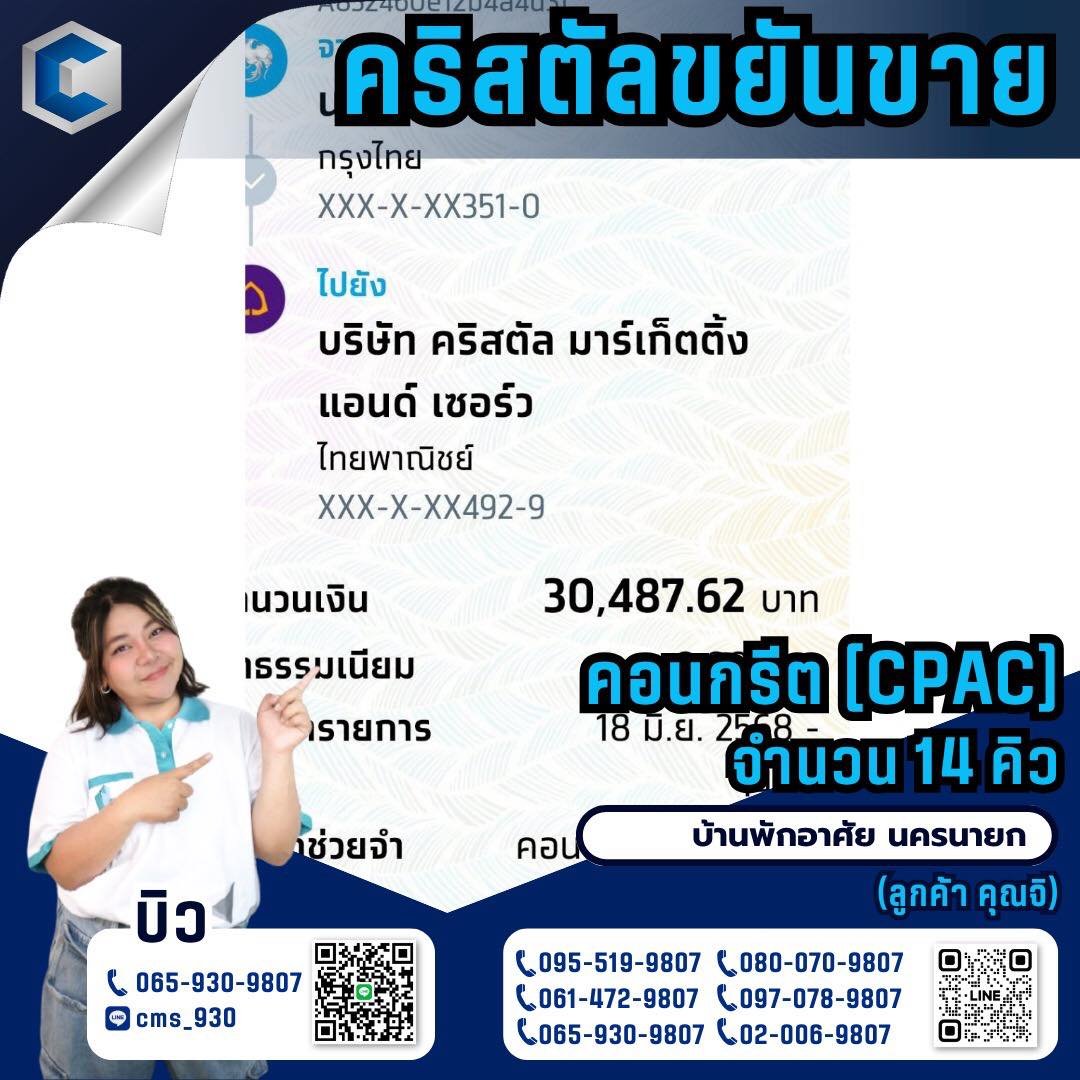 คริสตัลขยันขาย
กรุงไทย
XXX-X-XX351-0
ไปยัง
บริษัท คริสตัล มาร์เก็ตติ้ง
แอนด์ เซอร์ว
ไทยพาณิชย์
XXX-X-XX492-9
นวนเงิน 30,487.62 บาท
ธรรมเนียม
รายการ 18 มิ.ย. 2568 -
ช่วยจำ คอน
คอนกรีต (CPAC)
จำนวน 14 คิว
บ้านพักอาศัย นครนายก
(ลูกค้า คุณจิ)
บิว
065-930-9807
LINE cms_930
095-519-9807 080-070-9807
061-472-9807 097-078-9807
065-930-9807 02-006-9807
LINE